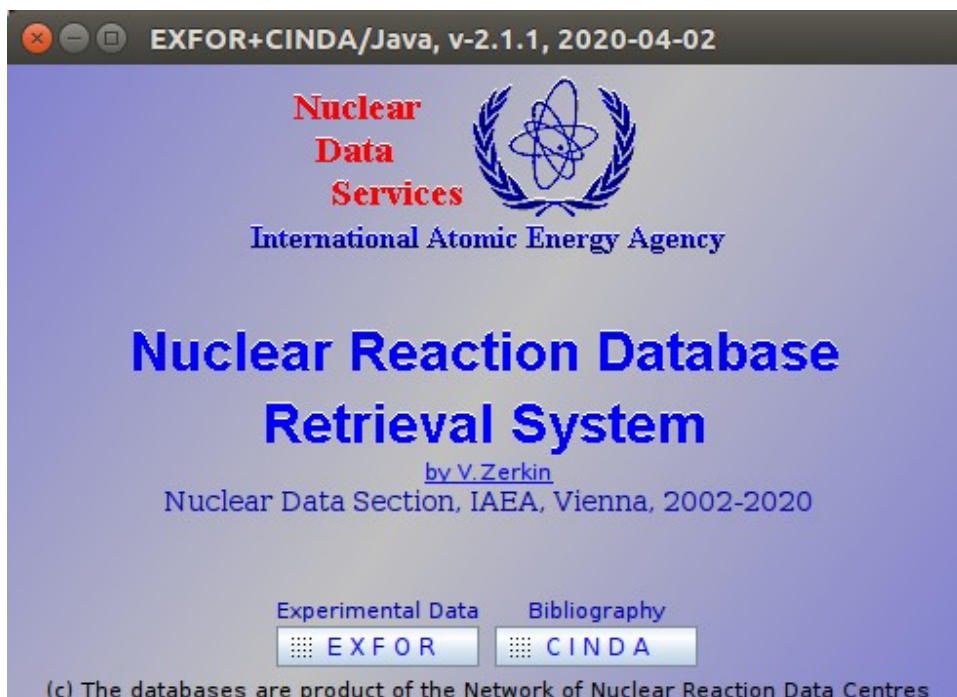 EXFOR+CINDA/Java, v-2.1.1, 2020-04-02
Nuclear
Data
Services
International Atomic Energy Agency
Nuclear Reaction Database
Retrieval System
by V.Zerkin
Nuclear Data Section, IAEA, Vienna, 2002-2020
Experimental Data Bibliography
EXFOR CINDA
(c) The databases are product of the Network of Nuclear Reaction Data Centres